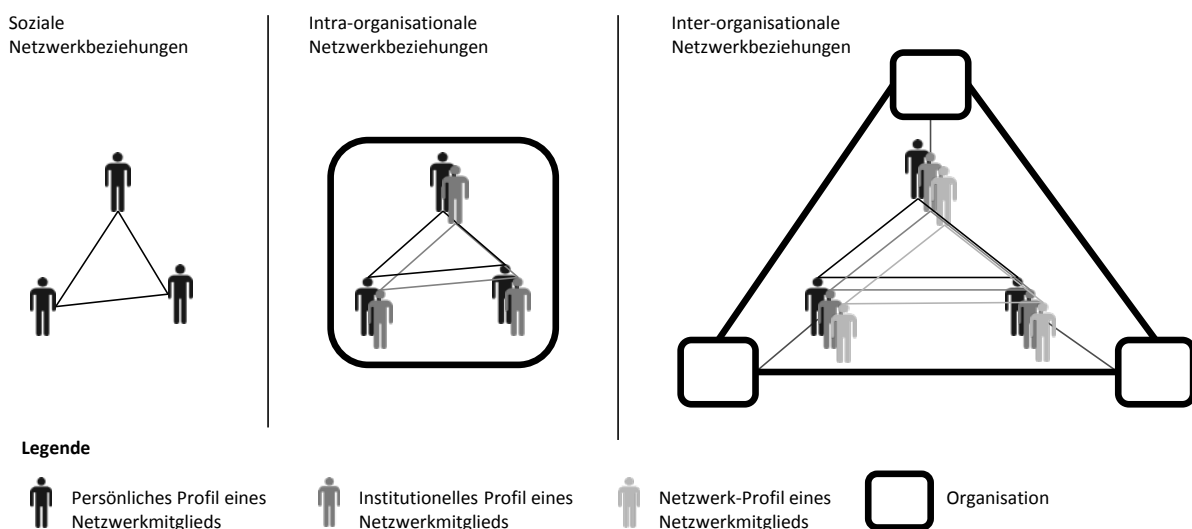 Soziale
Netzwerkbeziehungen
Intra-organisationale
Netzwerkbeziehungen
Inter-organisationale
Netzwerkbeziehungen
Legende
Persönliches Profil eines
Netzwerkmitglieds
Institutionelles Profil eines
Netzwerkmitglieds
Netzwerk-Profil eines
Netzwerkmitglieds
Organisation